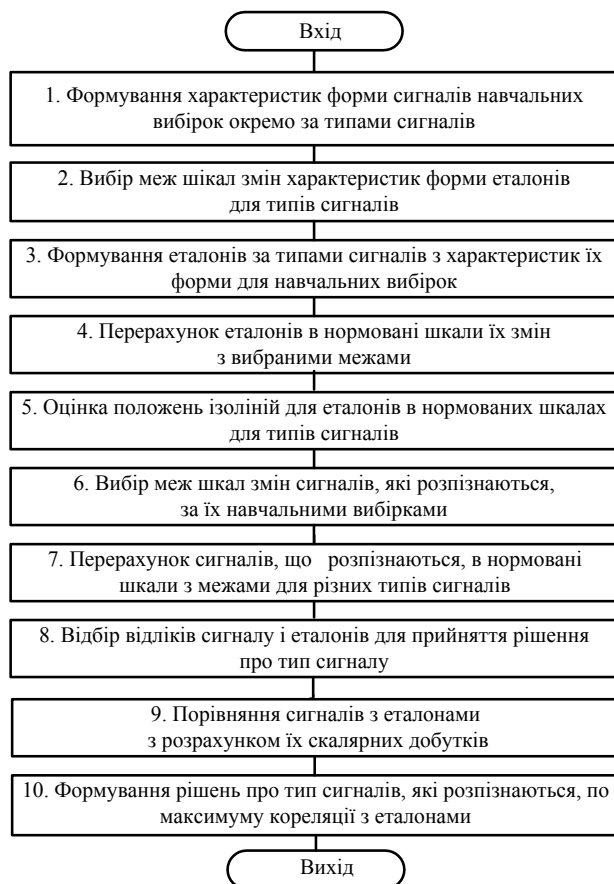 Вхід
1. Формування характеристик форми сигналів навчальних
вибірок окремо за типами сигналів
2. Вибір меж шікал змін характеристик форми еталонів
для типів сигналів
3. Формування еталонів за типами сигналів з характеристик їх
форми для навчальних вибірок
4. Перерахунок еталонів в нормовані шкали їх змін
з вибраними межами
5. Оцінка положень ізоліній для еталонів в нормованих шкалах
для типів сигналів
6. Вибір меж шкал змін сигналів, які розпізнаються,
за їх навчальними вибірками
7. Перерахунок сигналів, що розпізнаються, в нормовані
шкали з межами для різних типів сигналів
8. Відбір відліків сигналу і еталонів для прийняття рішення
про тип сигналу
9. Порівняння сигналів з еталонами
з розрахунком їх скалярних добутків
10. Формування рішень про тип сигналів, які розпізнаються, по
максимуму кореляції з еталонами
Вихід